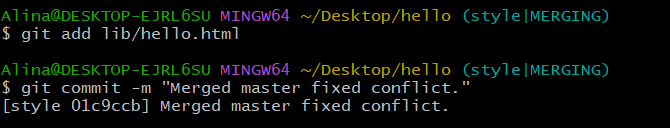 Alina@DESKTOP-EJRL6SU MINGW64 ~/Desktop/hello (style|MERGING)
$ git add lib/hello.html
Alina@DESKTOP-EJRL6SU MINGW64 ~/Desktop/hello (style|MERGING)
$ git commit -m "Merged master fixed conflict."
[style 01c9ccb] Merged master fixed conflict.